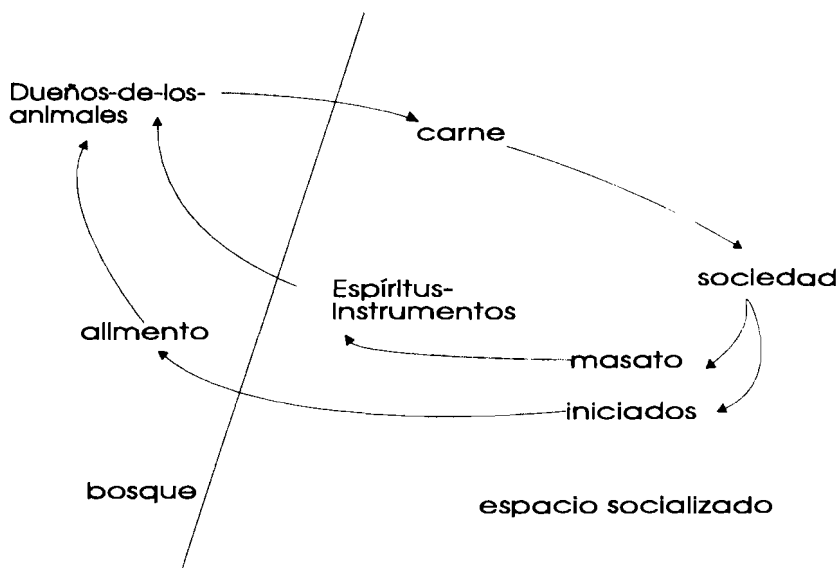 Dueños-de-los-
animales
carne
sociedad
Espíritus-
Instrumentos
alimento
masato
iniciados
bosque
espacio socializado